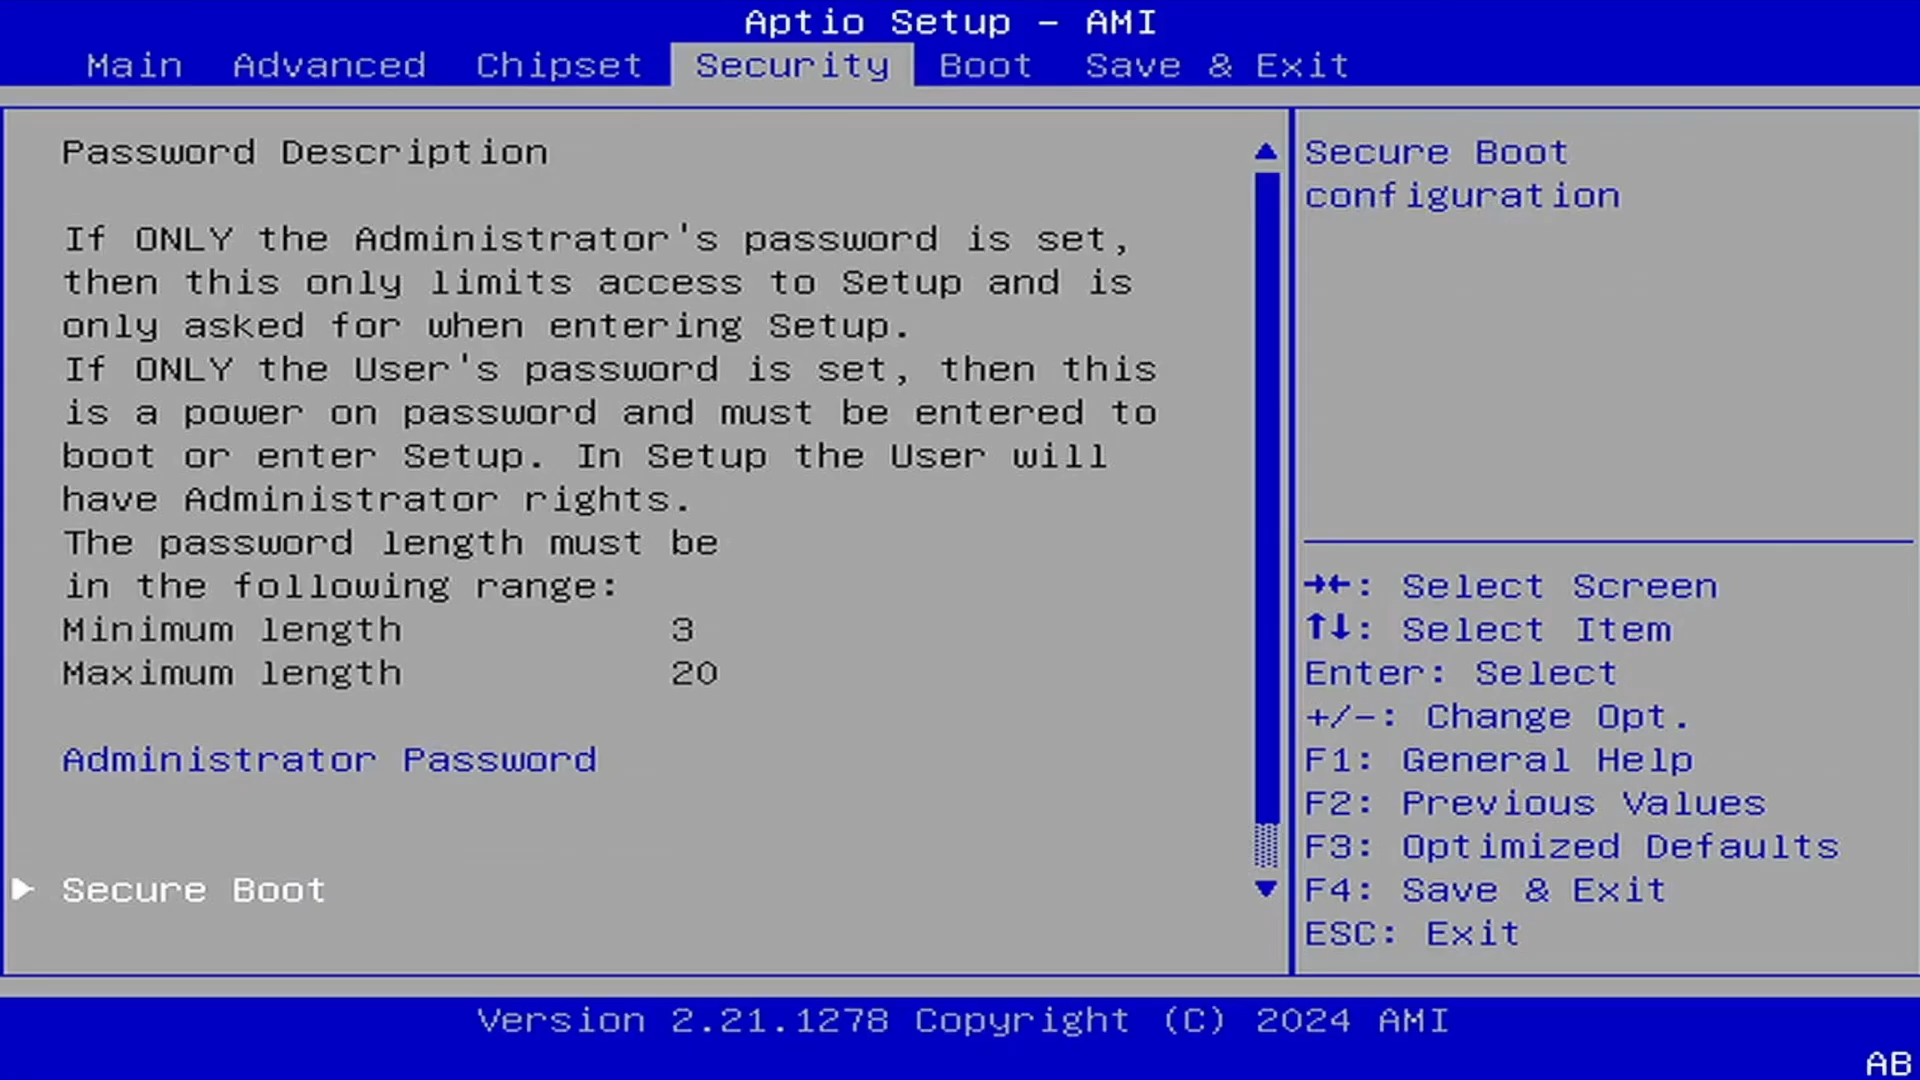 Aptio Setup - AMI
Main Advanced Chipset Security Boot Save & Exit
Password Description
If ONLY the Administrator's password is set,
then this only limits access to Setup and is
only asked for when entering Setup.
If ONLY the User's password is set, then this
is a power on password and must be entered to
boot or enter Setup. In Setup the User will
have Administrator rights.
The password length must be
in the following range:
Minimum length 3
Maximum length 20
Administrator Password
► Secure Boot
▲
▼
Secure Boot
configuration
→←: Select Screen
↑↓: Select Item
Enter: Select
+/-: Change Opt.
F1: General Help
F2: Previous Values
F3: Optimized Defaults
F4: Save & Exit
ESC: Exit
Version 2.21.1278 Copyright (C) 2024 AMI
AB